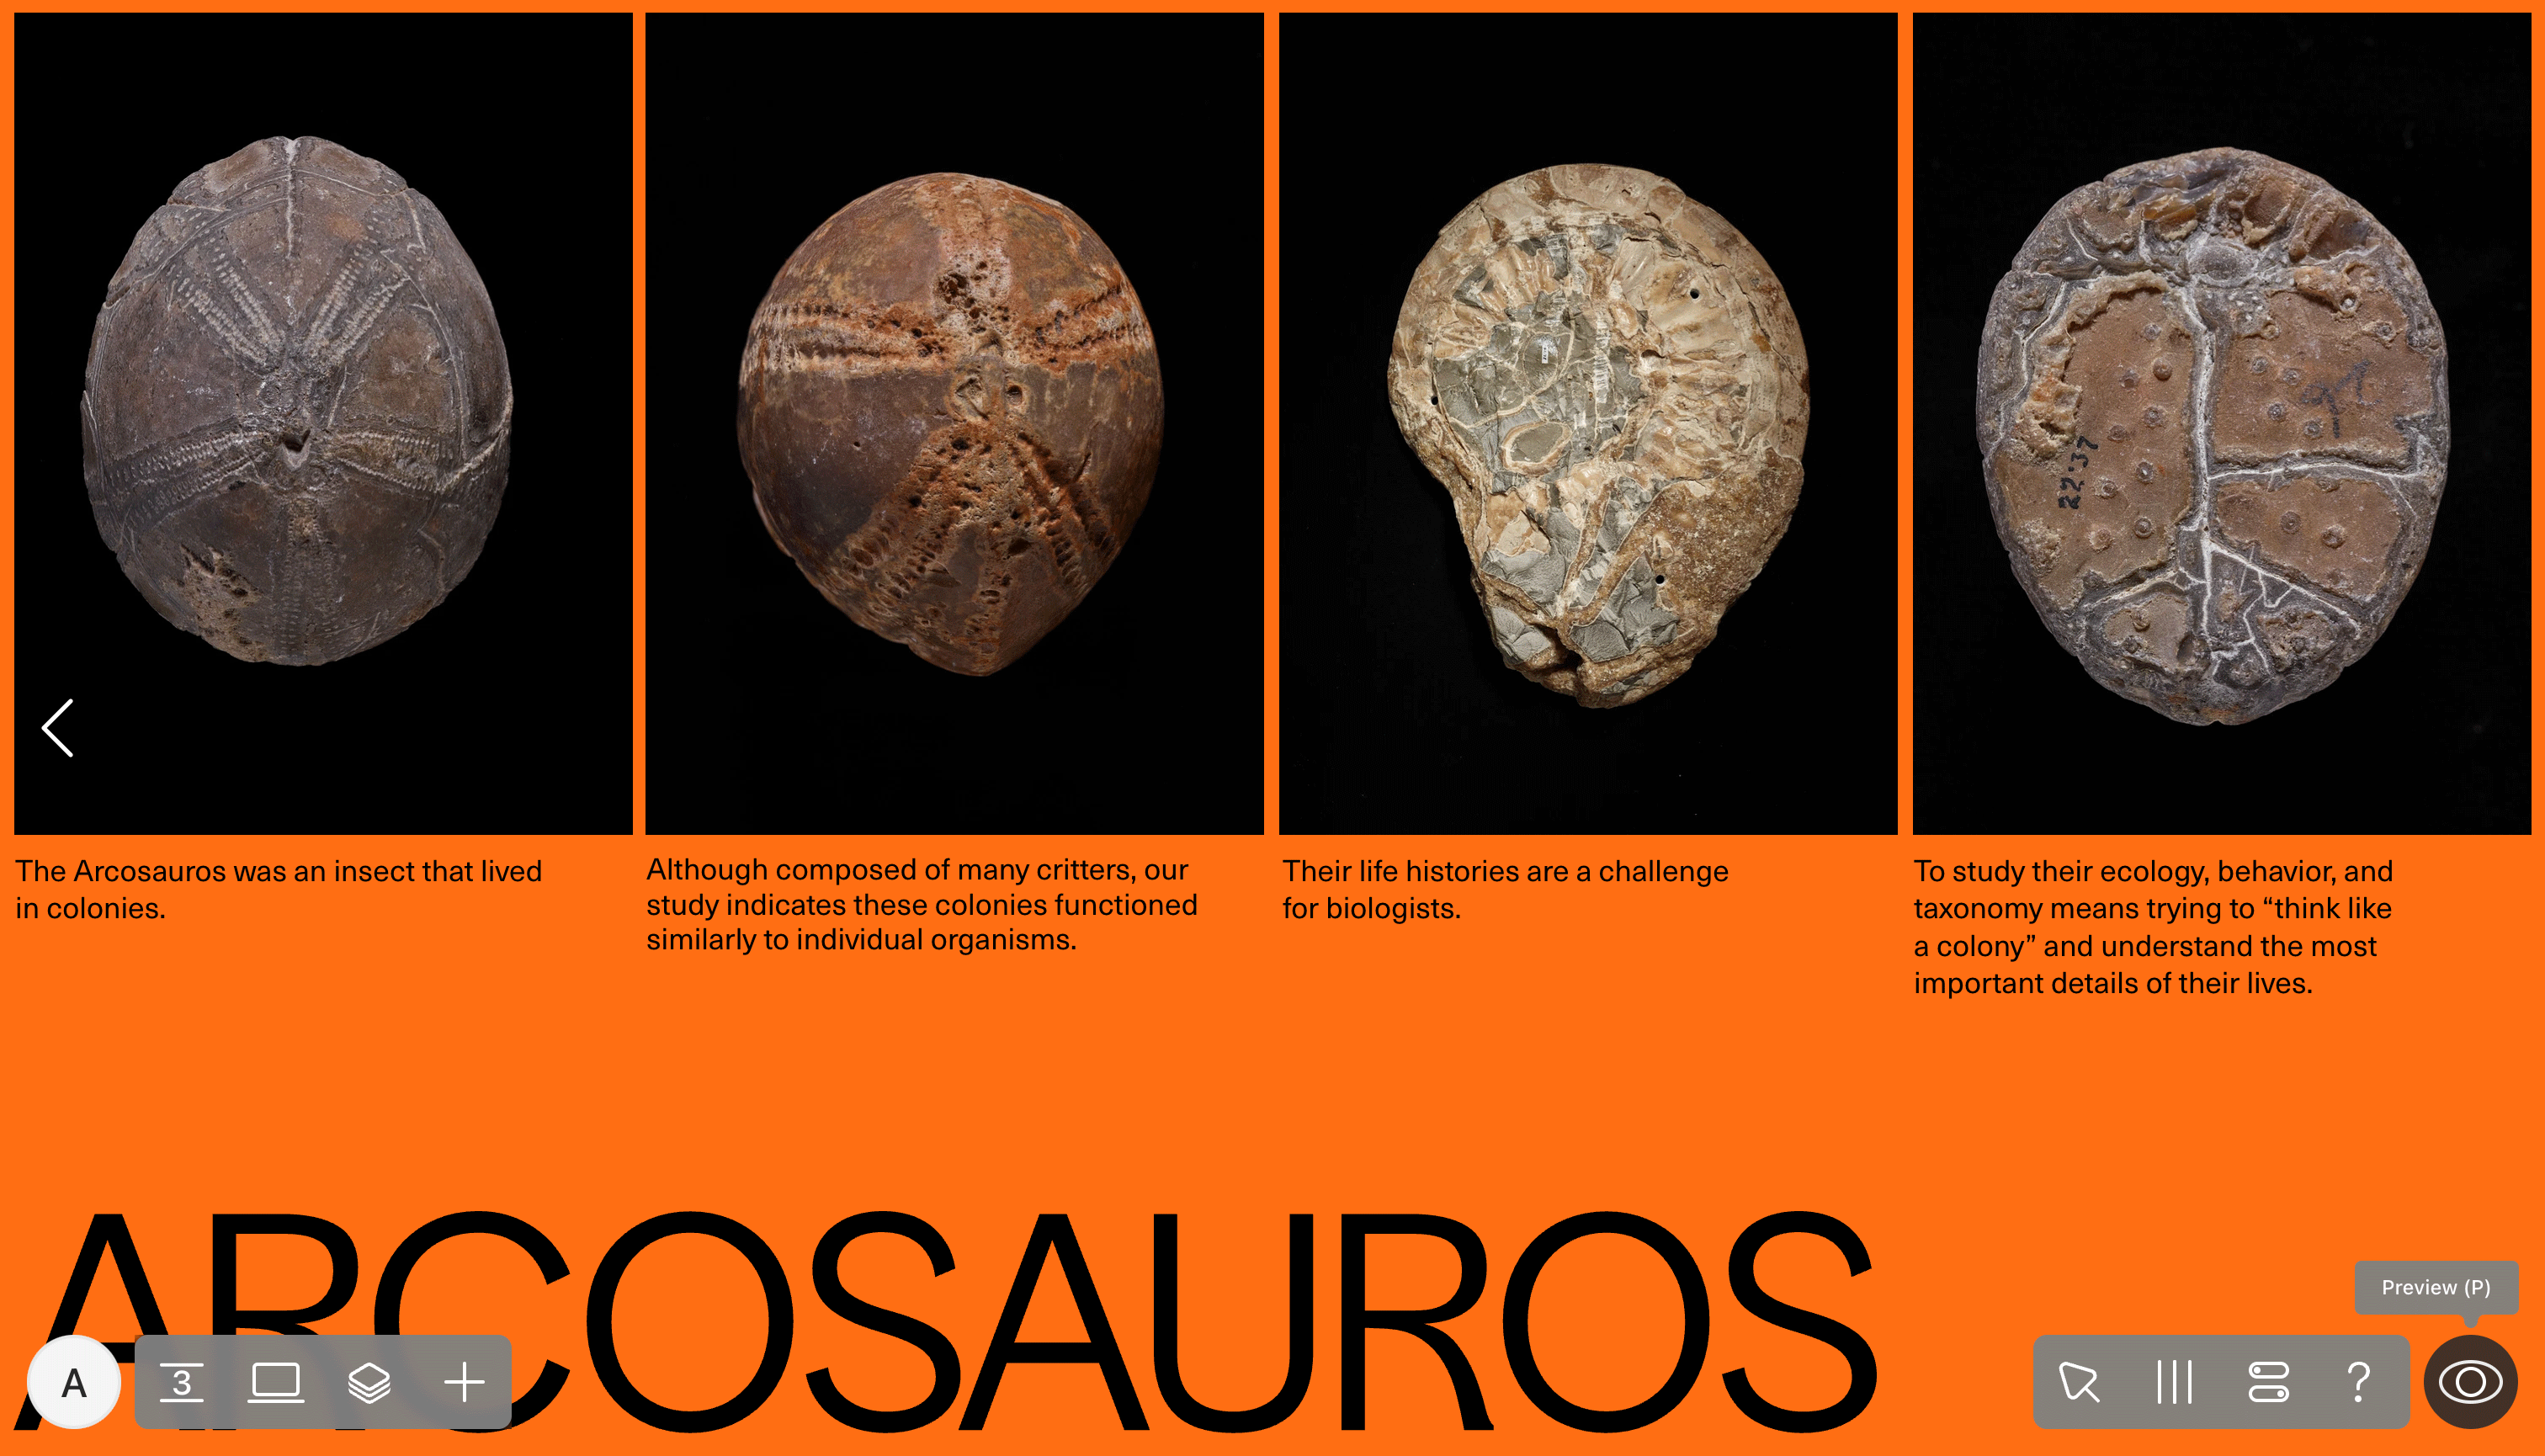 22'37
The Arcosauros was an insect that lived
in colonies.
Although composed of many critters, our
study indicates these colonies functioned
similarly to individual organisms.
Their life histories are a challenge
for biologists.
To study their ecology, behavior, and
taxonomy means trying to “think like
a colony” and understand the most
important details of their lives.
ARCOSAUROS
Preview (P)
A
3
?